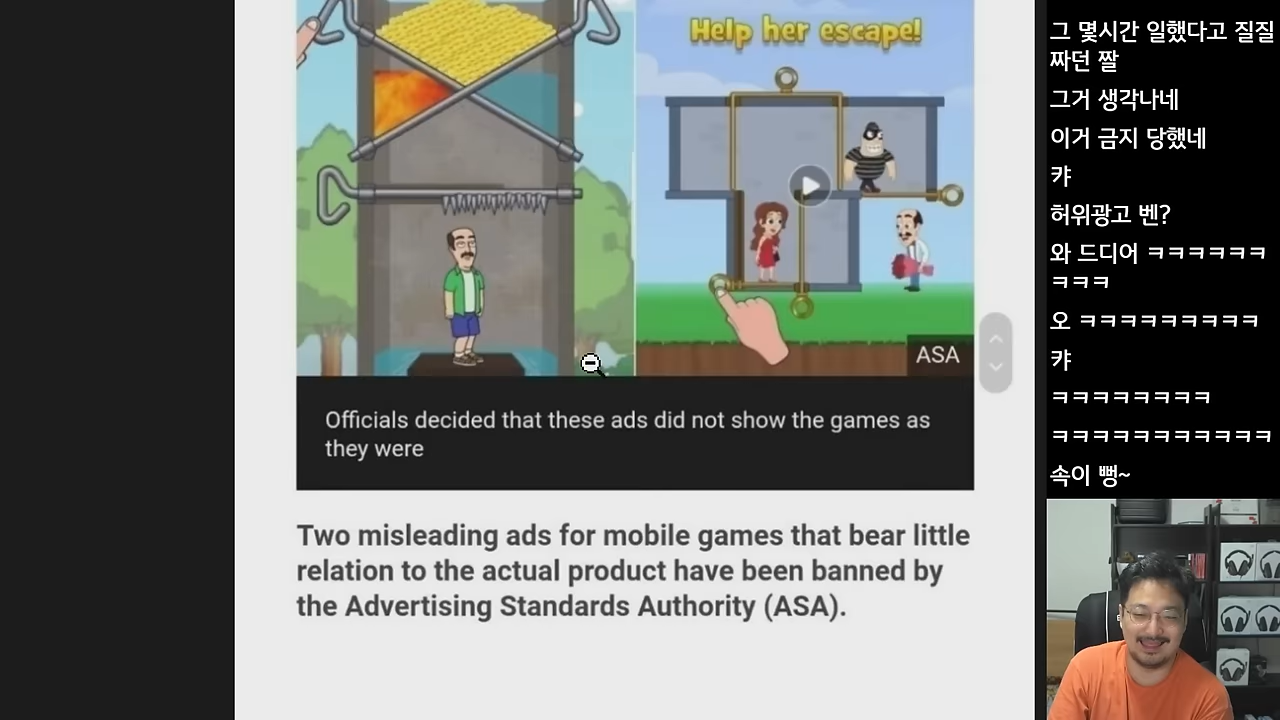 Help her escape!
ASA
Officials decided that these ads did not show the games as
they were
Two misleading ads for mobile games that bear little
relation to the actual product have been banned by
the Advertising Standards Authority (ASA).
그 몇시간 일했다고 질질
짜던 짤
그거 생각나네
이거 금지 당했네
캬
허위광고 벤?
와 드디어 ㅋㅋㅋㅋㅋㅋ
ㅋㅋㅋ
오 ㅋㅋㅋㅋㅋㅋㅋㅋㅋ
캬
ㅋㅋㅋㅋㅋㅋㅋㅋ
ㅋㅋㅋㅋㅋㅋㅋㅋㅋㅋㅋ
속이 뻥~